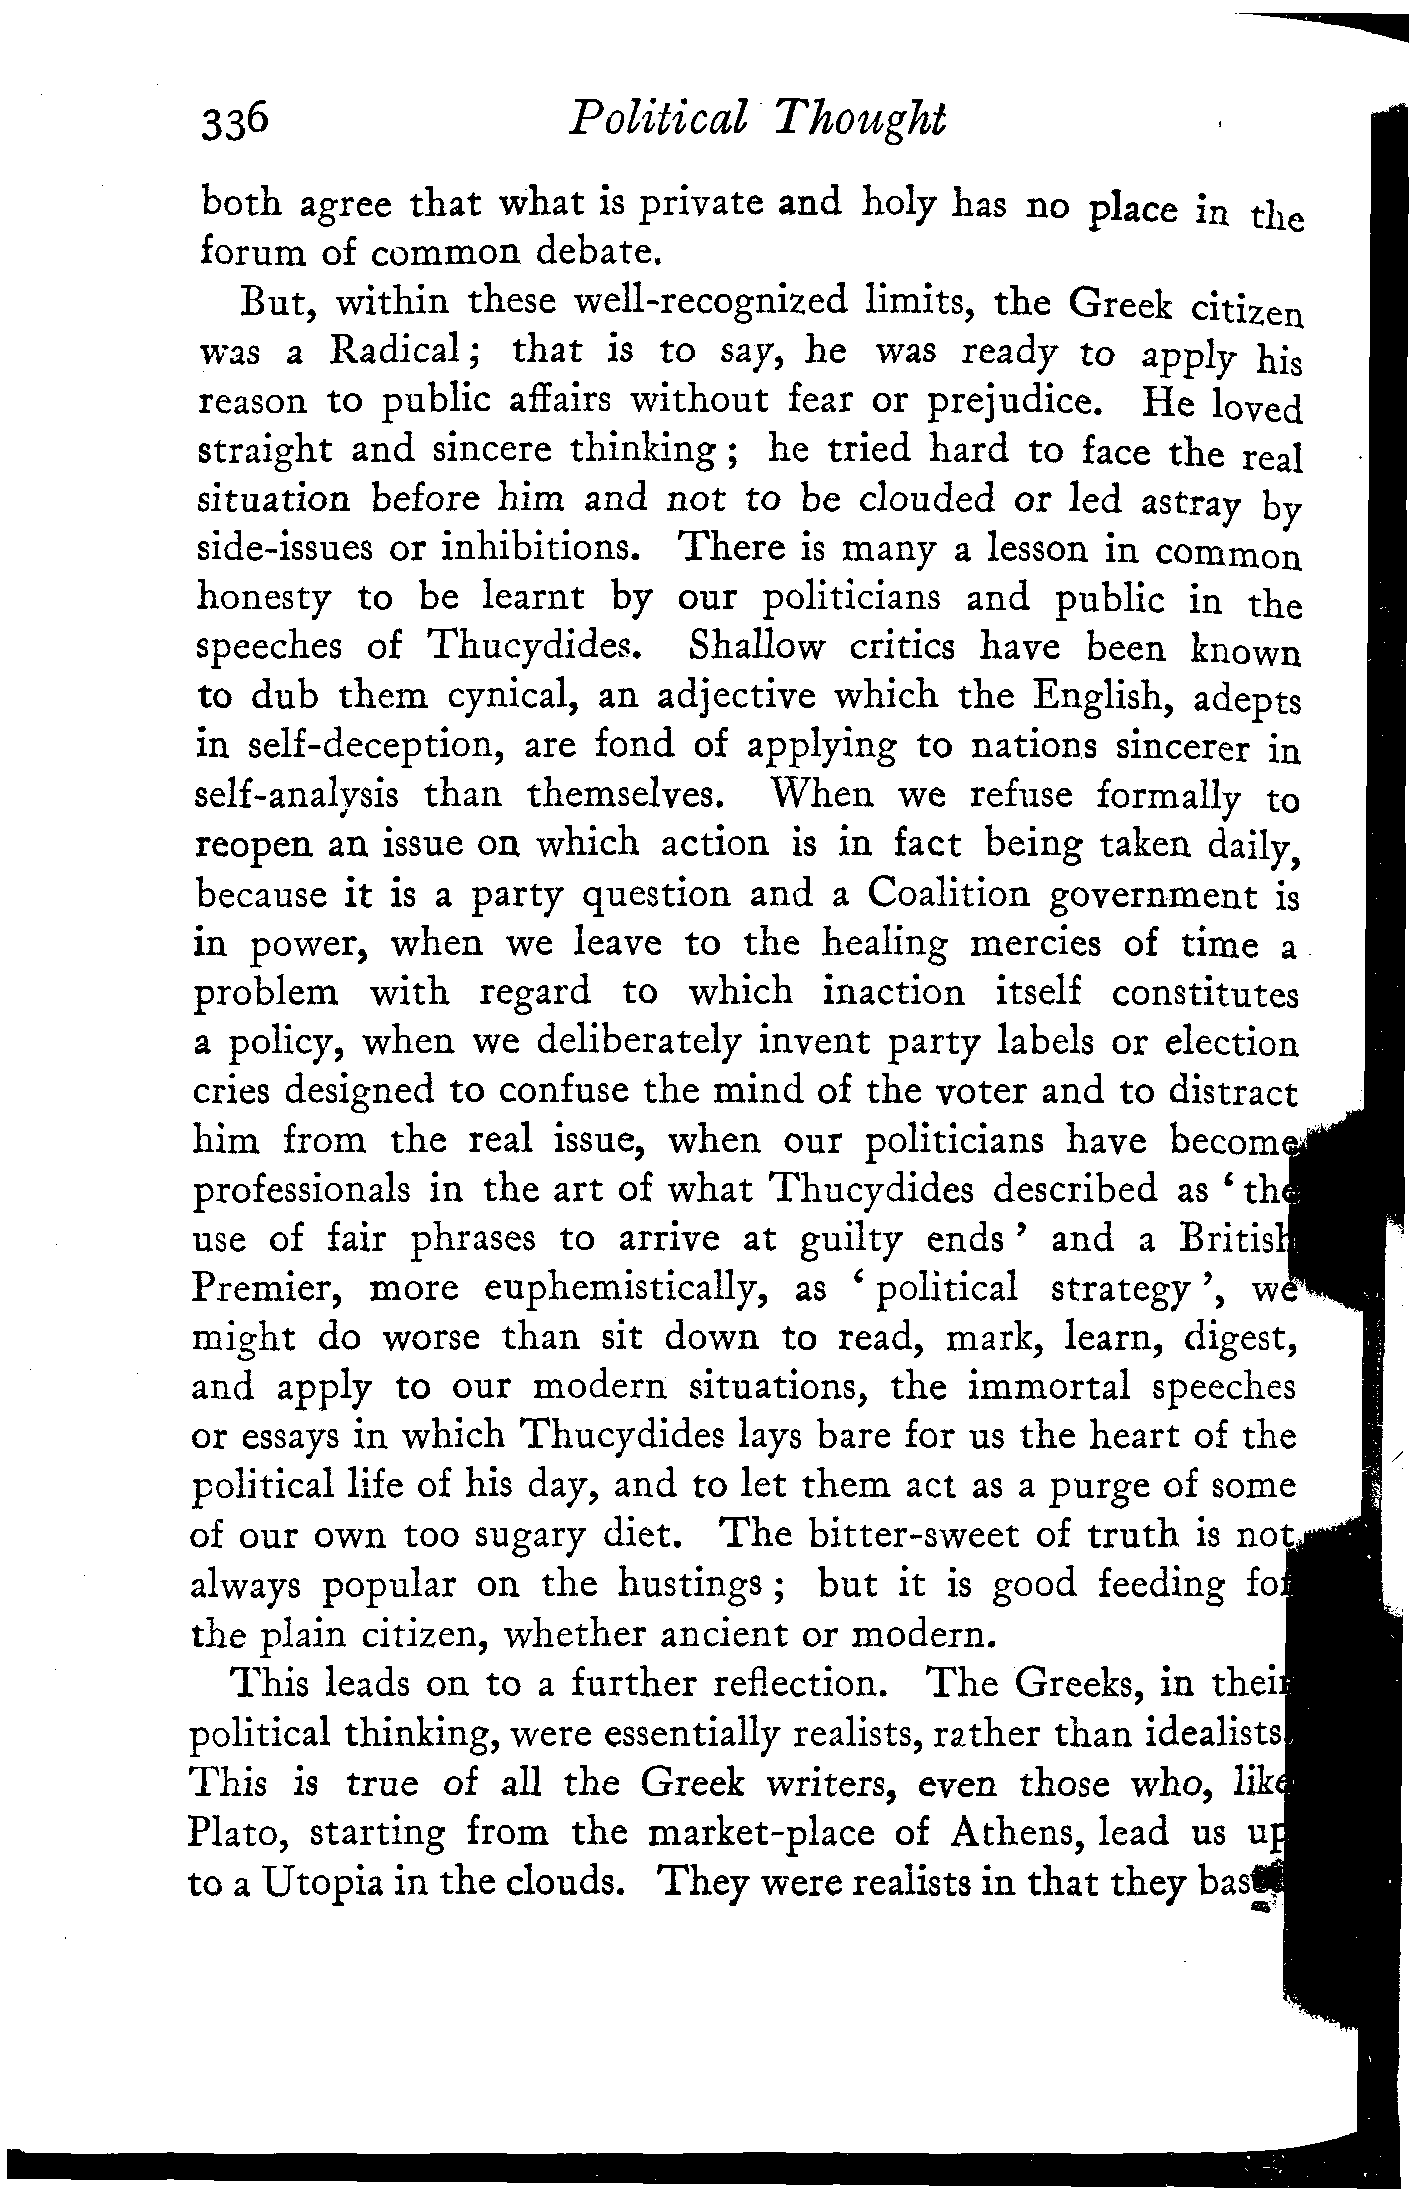 336 Political Thought
both agree that what is private and holy has no place in the
forum of common debate.
But, within these well-recognized limits, the Greek citizen
was a Radical ; that is to say, he was ready to apply his
reason to public affairs without fear or prejudice. He loved
straight and sincere thinking ; he tried hard to face the real
situation before him and not to be clouded or led astray by
side-issues or inhibitions. There is many a lesson in common
honesty to be learnt by our politicians and public in the
speeches of Thucydides. Shallow critics have been known
to dub them cynical, an adjective which the English, adepts
in self-deception, are fond of applying to nations sincerer in
self-analysis than themselves. When we refuse formally to
reopen an issue on which action is in fact being taken daily,
because it is a party question and a Coalition government is
in power, when we leave to the healing mercies of time a
problem with regard to which inaction itself constitutes
a policy, when we deliberately invent party labels or election
cries designed to confuse the mind of the voter and to distract
him from the real issue, when our politicians have become
professionals in the art of what Thucydides described as ‘ the
use of fair phrases to arrive at guilty ends ’ and a British
Premier, more euphemistically, as ‘ political strategy ’, we
might do worse than sit down to read, mark, learn, digest,
and apply to our modern situations, the immortal speeches
or essays in which Thucydides lays bare for us the heart of the
political life of his day, and to let them act as a purge of some
of our own too sugary diet. The bitter-sweet of truth is not
always popular on the hustings ; but it is good feeding for
the plain citizen, whether ancient or modern.
This leads on to a further reflection. The Greeks, in their
political thinking, were essentially realists, rather than idealists.
This is true of all the Greek writers, even those who, like
Plato, starting from the market-place of Athens, lead us up
to a Utopia in the clouds. They were realists in that they